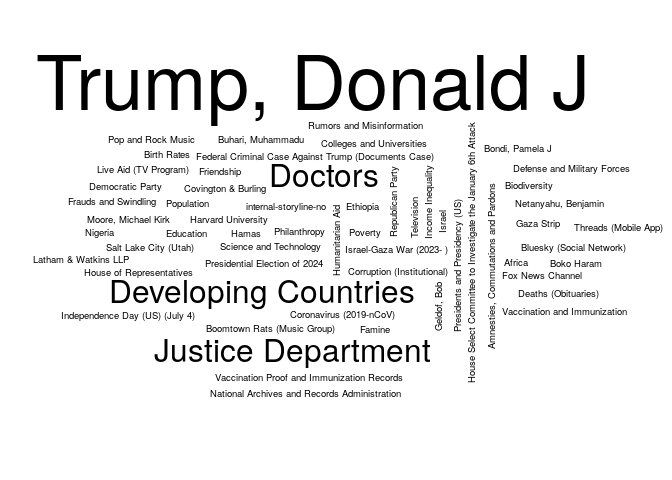 Trump, Donald J
Rumors and Misinformation
Pop and Rock Music
Buhari, Muhammadu
Colleges and Universities
Bondi, Pamela J
Birth Rates
Federal Criminal Case Against Trump (Documents Case)
Live Aid (TV Program)
Friendship
Doctors
Defense and Military Forces
Democratic Party
Covington & Burling
Biodiversity
Frauds and Swindling
Population
internal-storyline-no
Ethiopia
Netanyahu, Benjamin
Moore, Michael Kirk
Harvard University
Gaza Strip
Threads (Mobile App)
Nigeria
Education
Hamas
Philanthropy
Poverty
Salt Lake City (Utah)
Science and Technology
Israel-Gaza War (2023- )
Bluesky (Social Network)
Latham & Watkins LLP
Presidential Election of 2024
Africa
Boko Haram
House of Representatives
Corruption (Institutional)
Fox News Channel
Developing Countries
Deaths (Obituaries)
Independence Day (US) (July 4)
Coronavirus (2019-nCoV)
Vaccination and Immunization
Boomtown Rats (Music Group)
Famine
Justice Department
Vaccination Proof and Immunization Records
National Archives and Records Administration
Humanitarian Aid
Republican Party
Television
Income Inequality
Israel
Geldof, Bob
Presidents and Presidency (US)
House Select Committee to Investigate the January 6th Attack
Amnesties, Commutations and Pardons